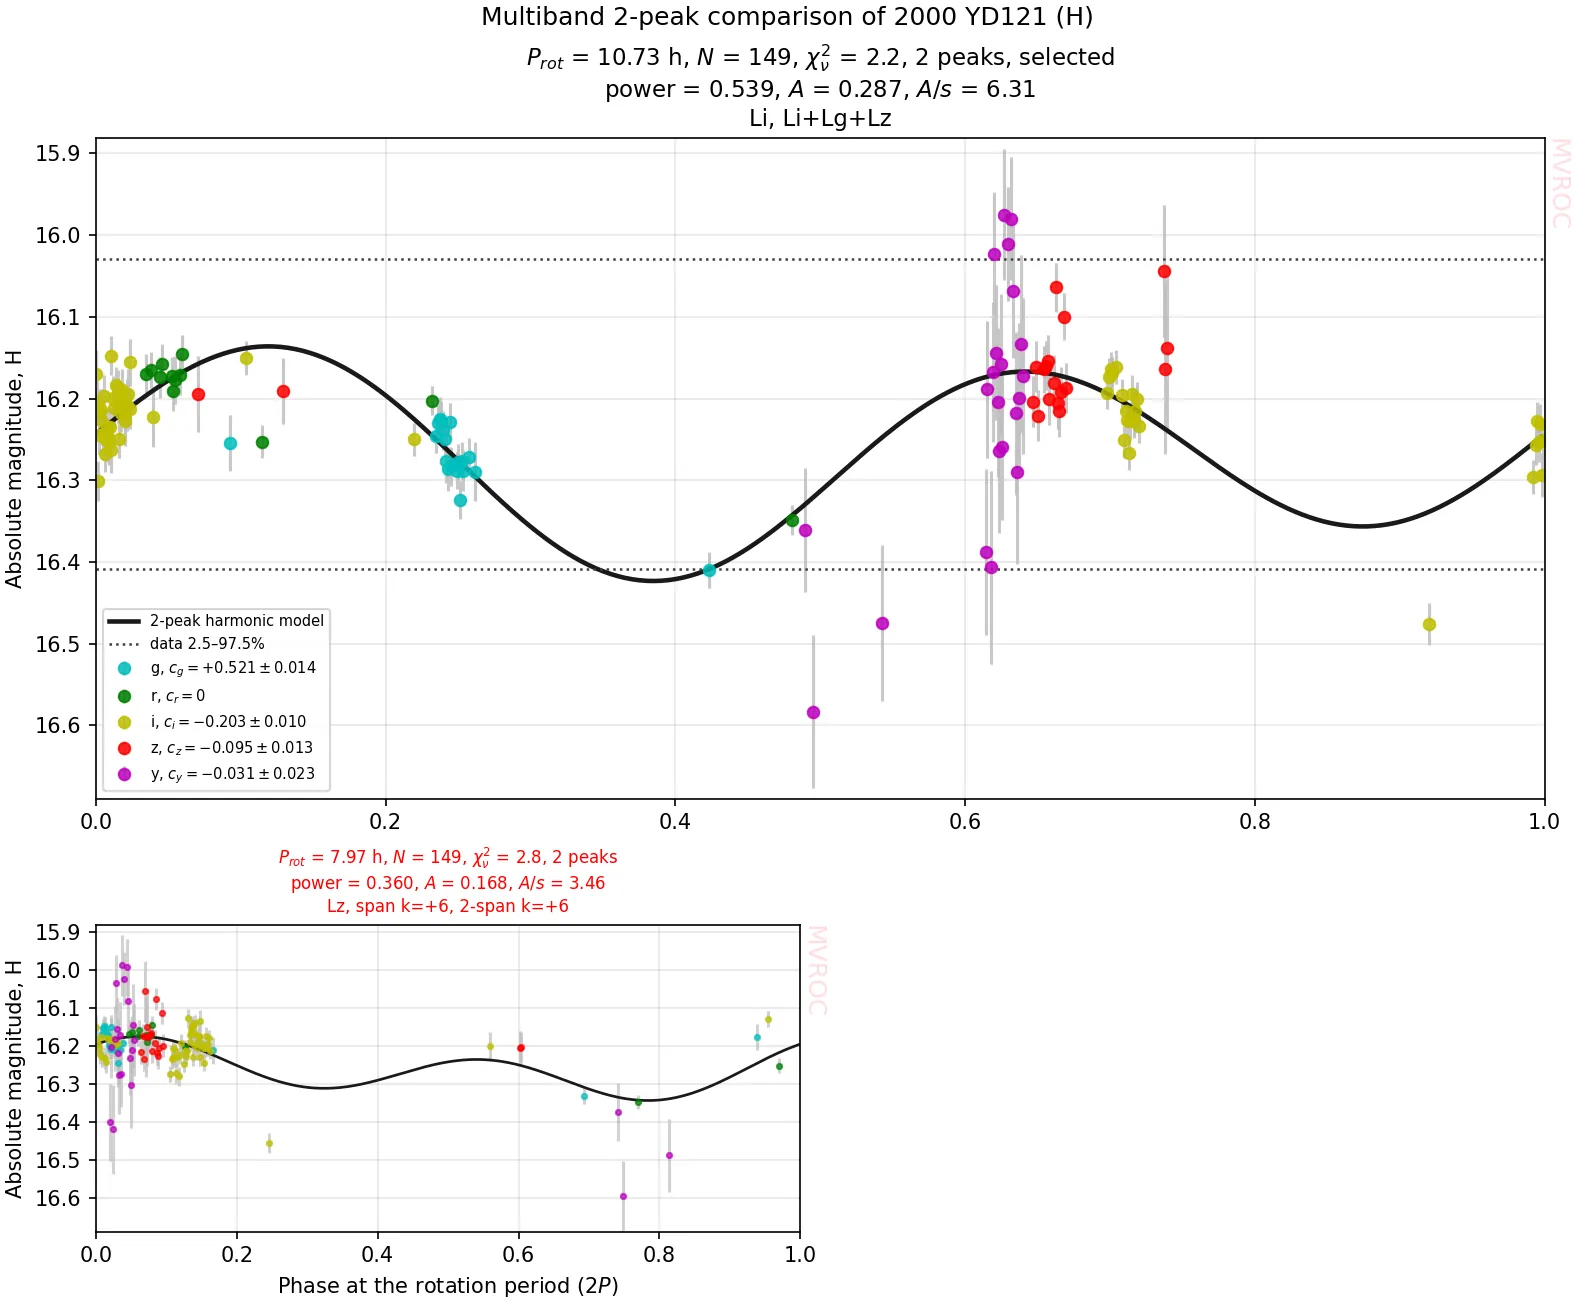 Multiband 2-peak comparison of 2000 YD121 (H)
P_rot = 10.73 h, N = 149, χ²_ν = 2.2, 2 peaks, selected
power = 0.539, A = 0.287, A/s = 6.31
Li, Li+Lg+Lz
MVROC
Absolute magnitude, H
15.9
16.0
16.1
16.2
16.3
16.4
16.5
16.6
2-peak harmonic model
data 2.5–97.5%
g, c_g = +0.521 ± 0.014
r, c_r = 0
i, c_i = −0.203 ± 0.010
z, c_z = −0.095 ± 0.013
y, c_y = −0.031 ± 0.023
0.0 0.2 0.4 0.6 0.8 1.0
P_rot = 7.97 h, N = 149, χ²_ν = 2.8, 2 peaks
power = 0.360, A = 0.168, A/s = 3.46
Lz, span k=+6, 2-span k=+6
MVROC
Absolute magnitude, H
15.9
16.0
16.1
16.2
16.3
16.4
16.5
16.6
0.0 0.2 0.4 0.6 0.8 1.0
Phase at the rotation period (2P)